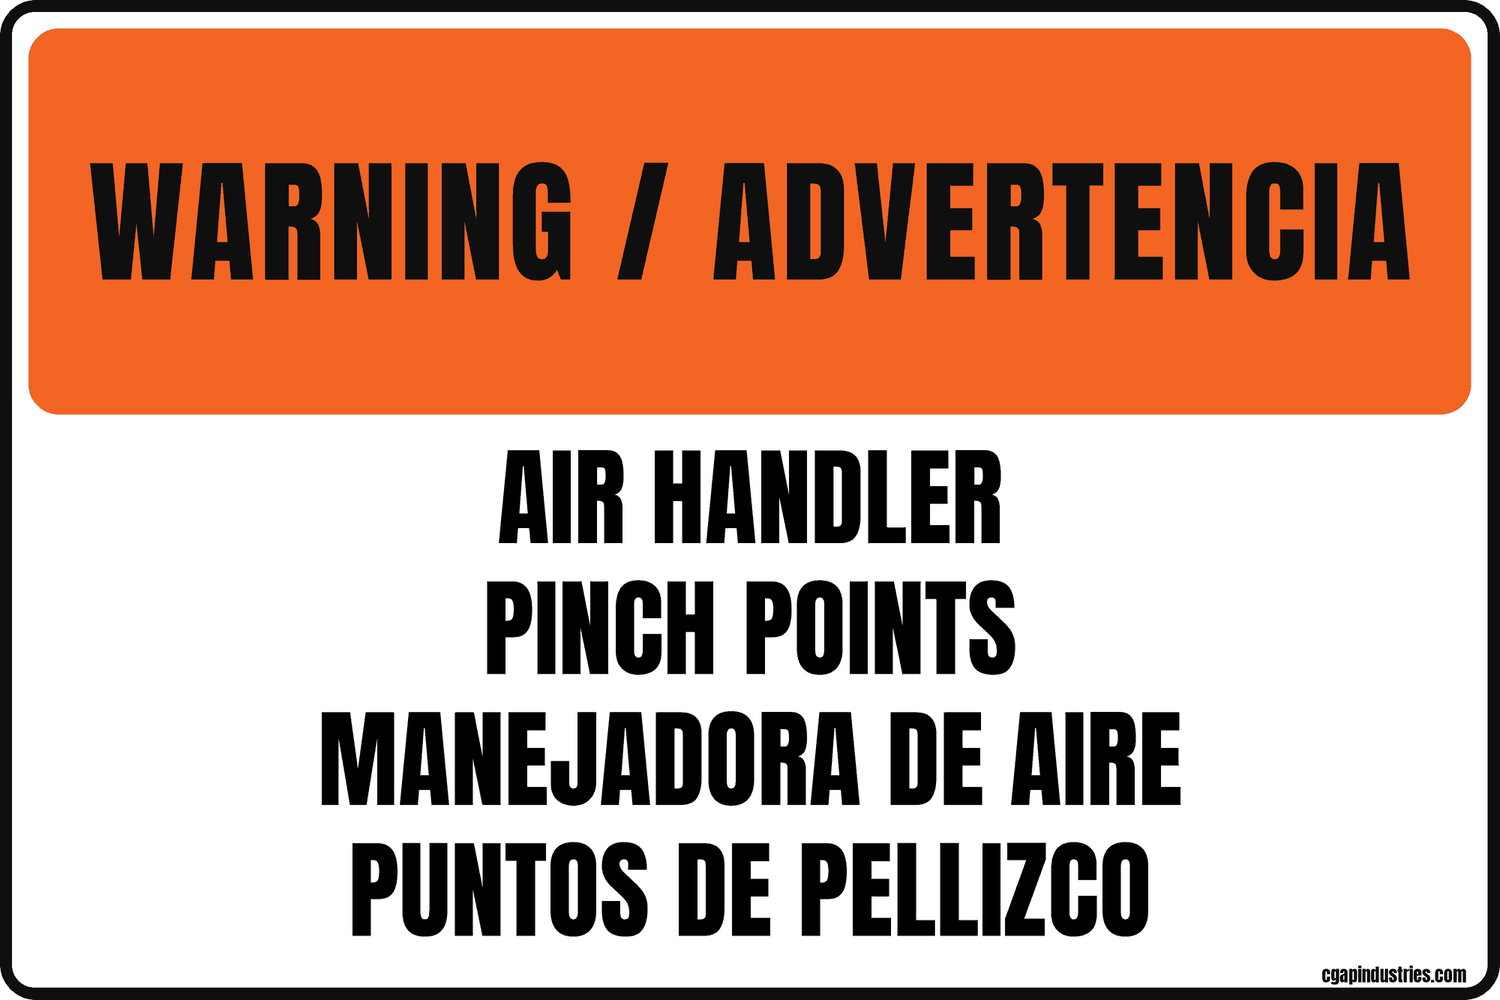 WARNING / ADVERTENCIA
AIR HANDLER
PINCH POINTS
MANEJADORA DE AIRE
PUNTOS DE PELLIZCO
cgapindustries.com